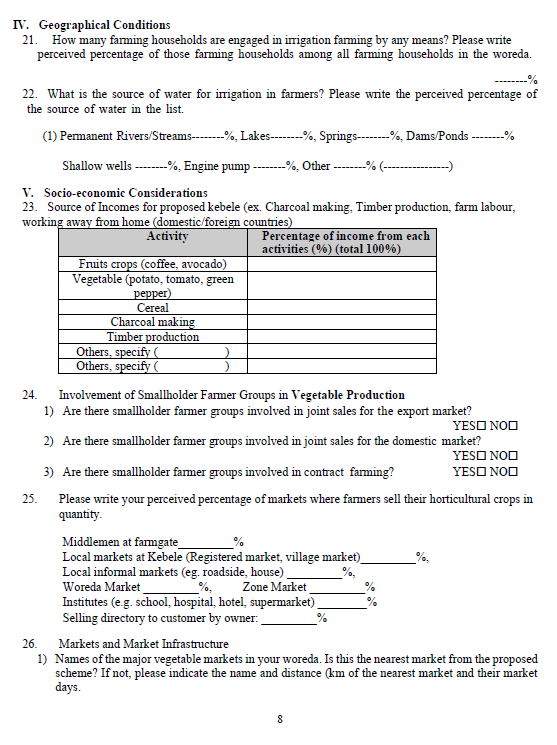 IV. Geographical Conditions
21. How many farming households are engaged in irrigation farming by any means? Please write
perceived percentage of those farming households among all farming households in the woreda.
--------%
22. What is the source of water for irrigation in farmers? Please write the perceived percentage of
the source of water in the list.
(1) Permanent Rivers/Streams--------%, Lakes--------%, Springs--------%, Dams/Ponds --------%
Shallow wells --------%, Engine pump --------%, Other --------% (----------------)
V. Socio-economic Considerations
23. Source of Incomes for proposed kebele (ex. Charcoal making, Timber production, farm labour,
working away from home (domestic/foreign countries)
Activity Percentage of income from each
activities (%) (total 100%)
Fruits crops (coffee, avocado)
Vegetable (potato, tomato, green
pepper)
Cereal
Charcoal making
Timber production
Others, specify ( )
Others, specify ( )
24. Involvement of Smallholder Farmer Groups in Vegetable Production
1) Are there smallholder farmer groups involved in joint sales for the export market?
YES☐ NO☐
2) Are there smallholder farmer groups involved in joint sales for the domestic market?
YES☐ NO☐
3) Are there smallholder farmer groups involved in contract farming? YES☐ NO☐
25. Please write your perceived percentage of markets where farmers sell their horticultural crops in
quantity.
Middlemen at farmgate________%
Local markets at Kebele (Registered market, village market)________%,
Local informal markets (eg. roadside, house) ________%,
Woreda Market ________%, Zone Market ________%
Institutes (e.g. school, hospital, hotel, supermarket) _______%
Selling directory to customer by owner: ________%
26. Markets and Market Infrastructure
1) Names of the major vegetable markets in your woreda. Is this the nearest market from the proposed
scheme? If not, please indicate the name and distance (km of the nearest market and their market
days.
8